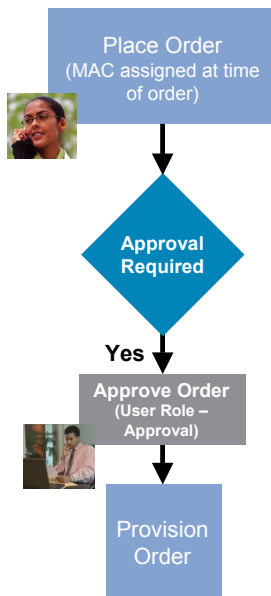 Place Order
(MAC assigned at time
of order)
Approval
Required
Yes
Approve Order
(User Role –
Approval)
Provision
Order